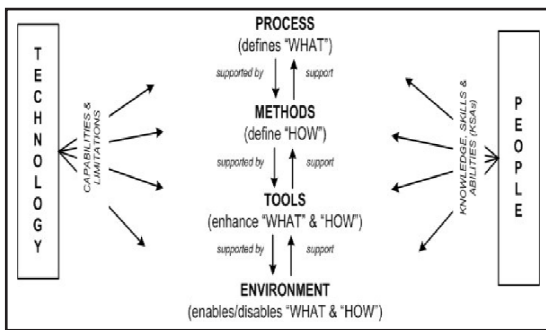 TECHNOLOGY
CAPABILITIES &
LIMITATIONS
PROCESS
(defines “WHAT”)
supported by
support
METHODS
(define “HOW”)
supported by
support
TOOLS
(enhance “WHAT” & “HOW”)
supported by
support
ENVIRONMENT
(enables/disables “WHAT & “HOW”)
KNOWLEDGE, SKILLS &
ABILITIES (KSAs)
PEOPLE